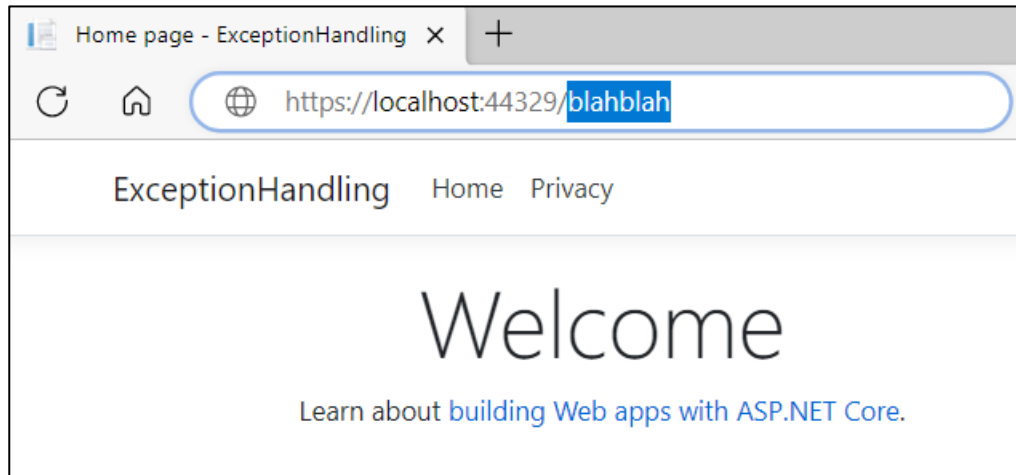 Home page - ExceptionHandling
https://localhost:44329/blahblah
ExceptionHandling Home Privacy
Welcome
Learn about building Web apps with ASP.NET Core.